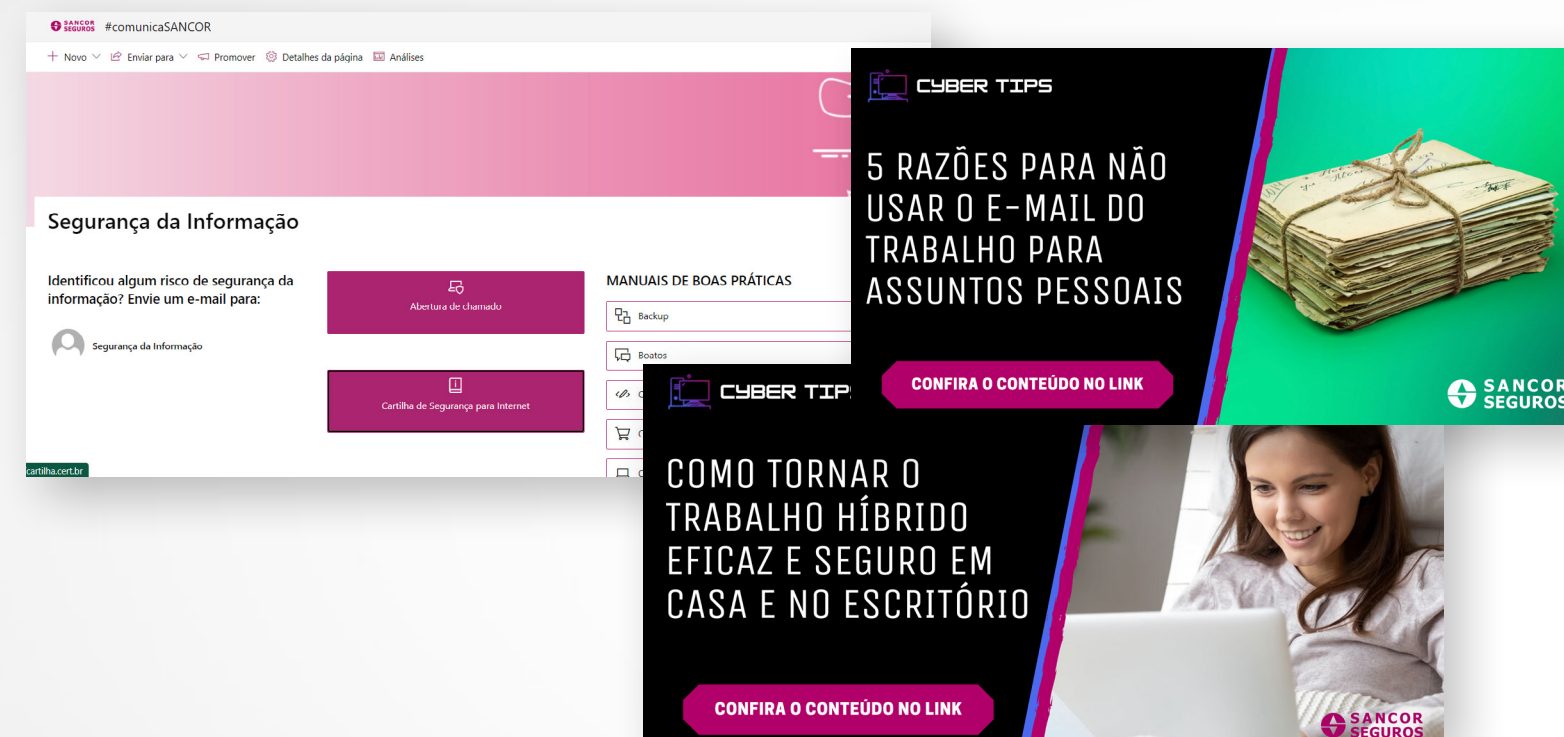 SANCOR
SEGUROS
#comunicaSANCOR
Novo
Enviar para
Promover
Detalhes da página
Análises
Segurança da Informação
Identificou algum risco de segurança da
informação? Envie um e-mail para:
Segurança da Informação
Abertura de chamado
Cartilha de Segurança para Internet
MANUAIS DE BOAS PRÁTICAS
Backup
Boatos
cartilha.cert.br
CYBER TIPS
5 RAZÕES PARA NÃO
USAR O E-MAIL DO
TRABALHO PARA
ASSUNTOS PESSOAIS
CONFIRA O CONTEÚDO NO LINK
SANCOR
SEGUROS
CYBER TIPS
COMO TORNAR O
TRABALHO HÍBRIDO
EFICAZ E SEGURO EM
CASA E NO ESCRITÓRIO
CONFIRA O CONTEÚDO NO LINK
SANCOR
SEGUROS